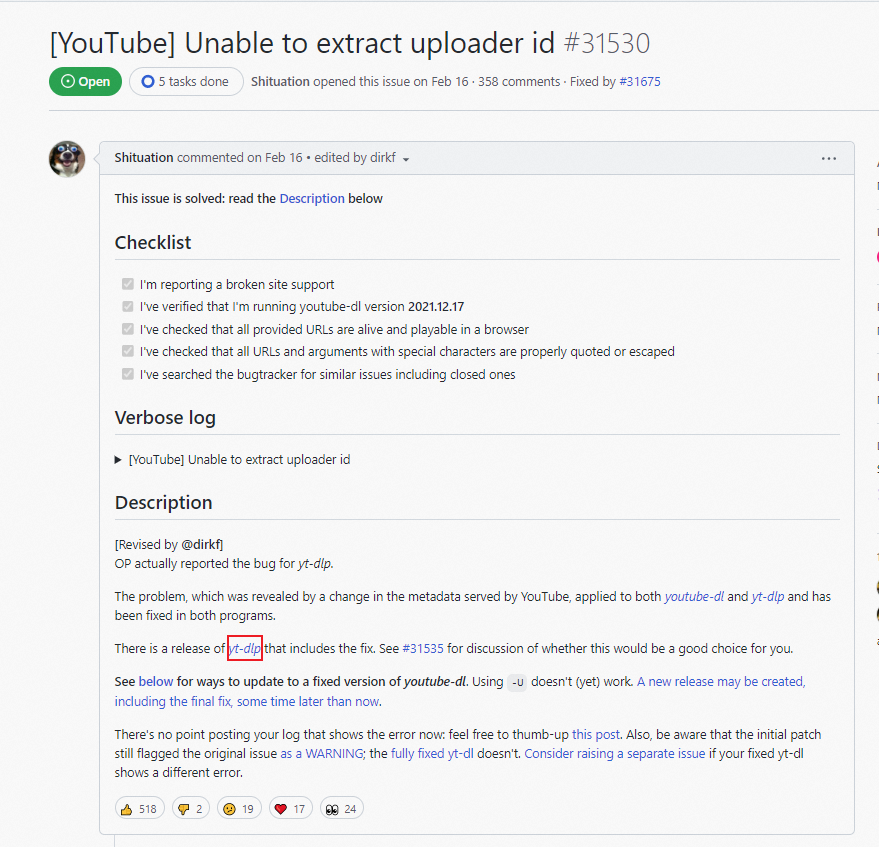 [YouTube] Unable to extract uploader id #31530
Open 5 tasks done Shituation opened this issue on Feb 16 · 358 comments · Fixed by #31675
Shituation commented on Feb 16 • edited by dirkf
This issue is solved: read the Description below
Checklist
I'm reporting a broken site support
I've verified that I'm running youtube-dl version 2021.12.17
I've checked that all provided URLs are alive and playable in a browser
I've checked that all URLs and arguments with special characters are properly quoted or escaped
I've searched the bugtracker for similar issues including closed ones
Verbose log
[YouTube] Unable to extract uploader id
Description
[Revised by @dirkf]
OP actually reported the bug for yt-dlp.
The problem, which was revealed by a change in the metadata served by YouTube, applied to both youtube-dl and yt-dlp and has
been fixed in both programs.
There is a release of yt-dlp that includes the fix. See #31535 for discussion of whether this would be a good choice for you.
See below for ways to update to a fixed version of youtube-dl. Using -U doesn't (yet) work. A new release may be created,
including the final fix, some time later than now.
There's no point posting your log that shows the error now: feel free to thumb-up this post. Also, be aware that the initial patch
still flagged the original issue as a WARNING; the fully fixed yt-dl doesn't. Consider raising a separate issue if your fixed yt-dl
shows a different error.
518 2 19 17 24